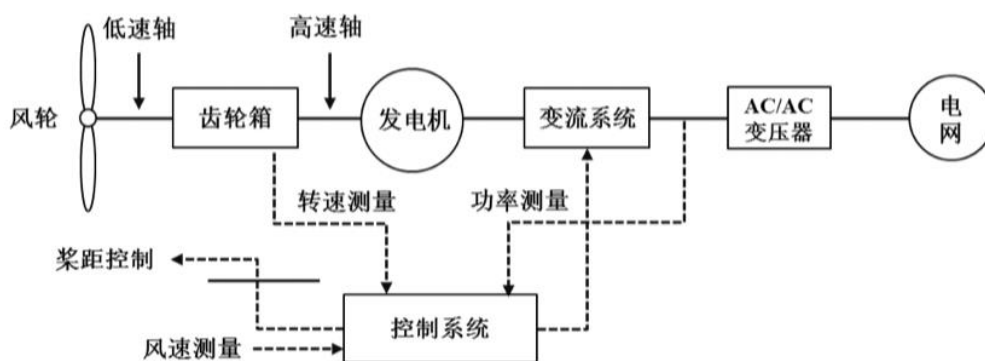 低速轴
高速轴
风轮
齿轮箱
发电机
变流系统
AC/AC
变压器
电
网
转速测量
功率测量
桨距控制
控制系统
风速测量